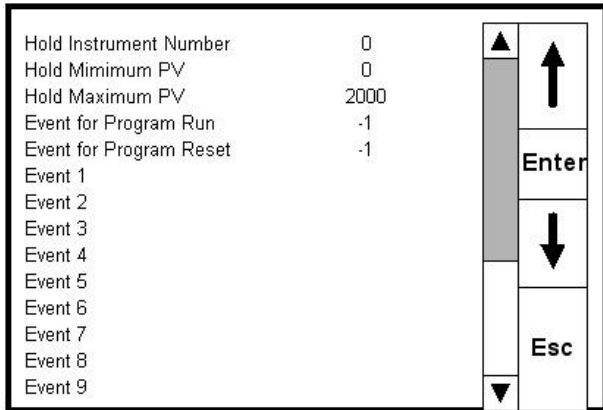 Hold Instrument Number 0
Hold Mimimum PV 0
Hold Maximum PV 2000
Event for Program Run -1
Event for Program Reset -1
Event 1
Event 2
Event 3
Event 4
Event 5
Event 6
Event 7
Event 8
Event 9
Enter
Esc